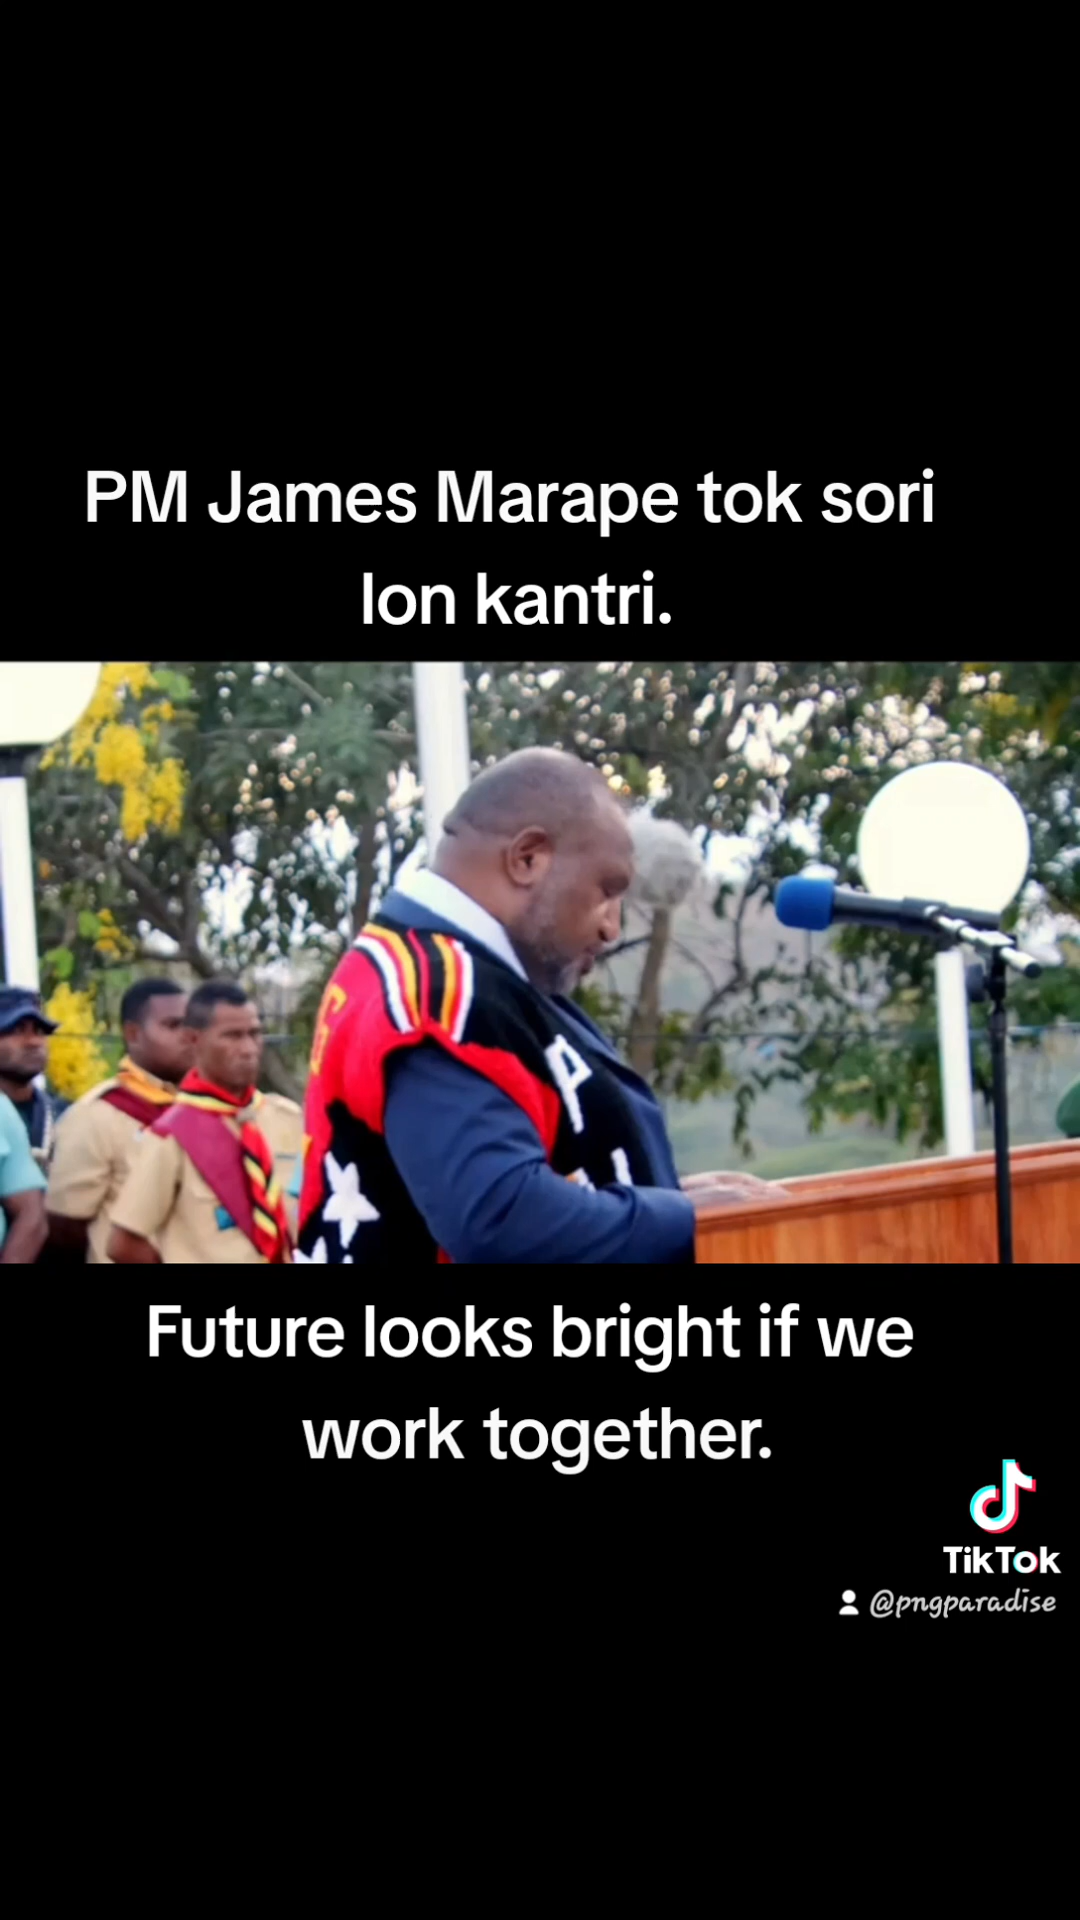 PM James Marape tok sori
lon kantri.
P
Future looks bright if we
work together.
TikTok
@pngparadise